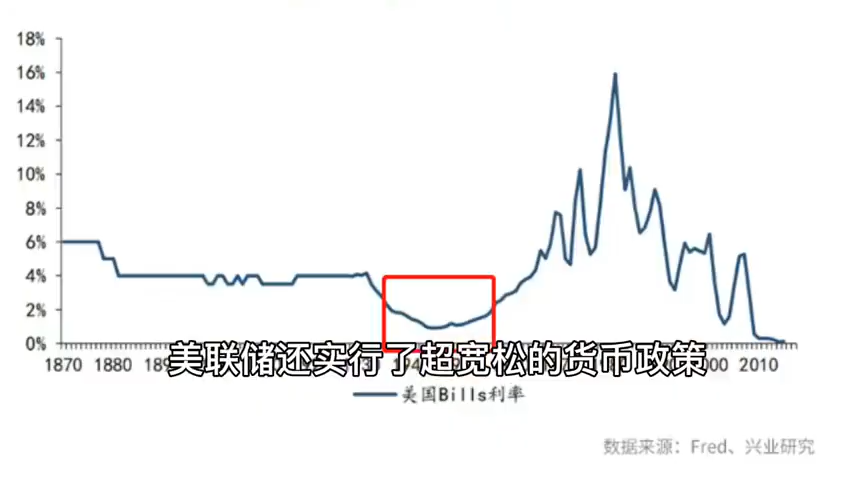 18%
16%
14%
12%
10%
8%
6%
4%
2%
0%
美联储还实行了超宽松的货币政策
1870 1880 2000 2010
美国Bills利率
数据来源：Fred、兴业研究